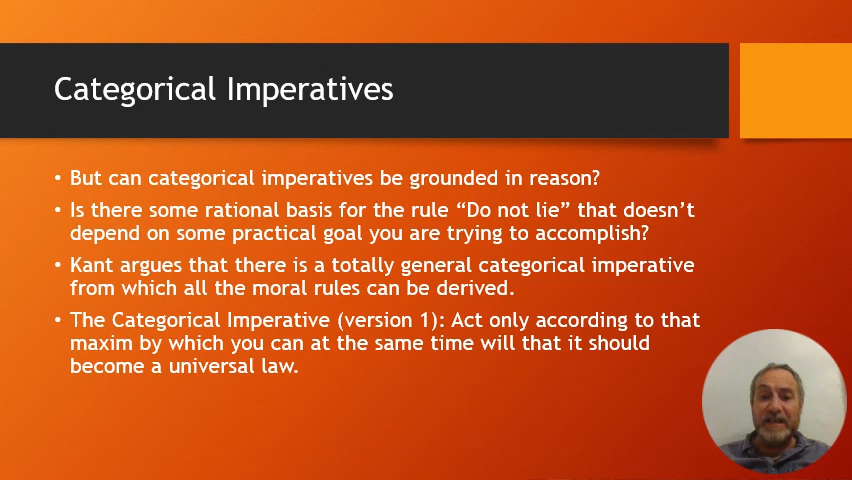 Categorical Imperatives
• But can categorical imperatives be grounded in reason?
• Is there some rational basis for the rule “Do not lie” that doesn’t
depend on some practical goal you are trying to accomplish?
• Kant argues that there is a totally general categorical imperative
from which all the moral rules can be derived.
• The Categorical Imperative (version 1): Act only according to that
maxim by which you can at the same time will that it should
become a universal law.